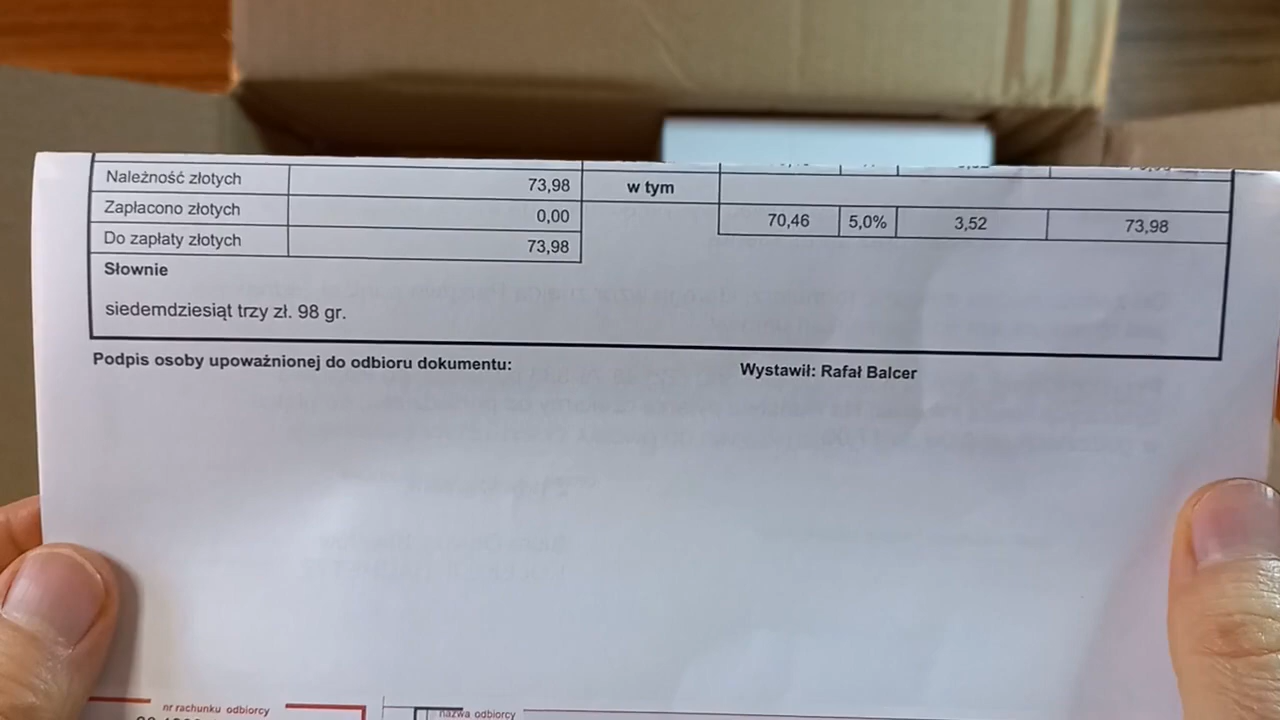 Należność złotych 73,98 w tym
Zapłacono złotych 0,00 70,46 5,0% 3,52 73,98
Do zapłaty złotych 73,98
Słownie
siedemdziesiąt trzy zł. 98 gr.
Podpis osoby upoważnionej do odbioru dokumentu: Wystawił: Rafał Balcer
nr rachunku odbiorcy nazwa odbiorcy